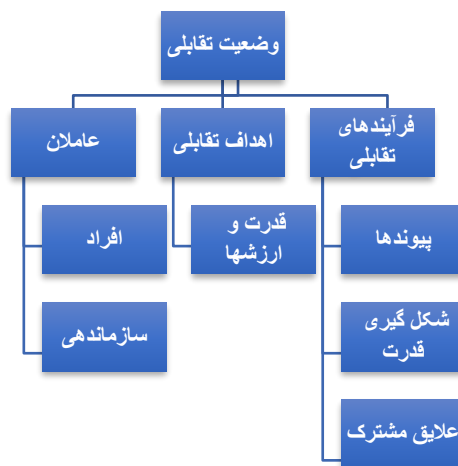 وضعیت تقابلی
فرآیندهای
تقابلی
اهداف تقابلی
عاملان
پیوندها
شکل گیری
قدرت
علایق مشترک
قدرت و
ارزشها
افراد
سازماندهی